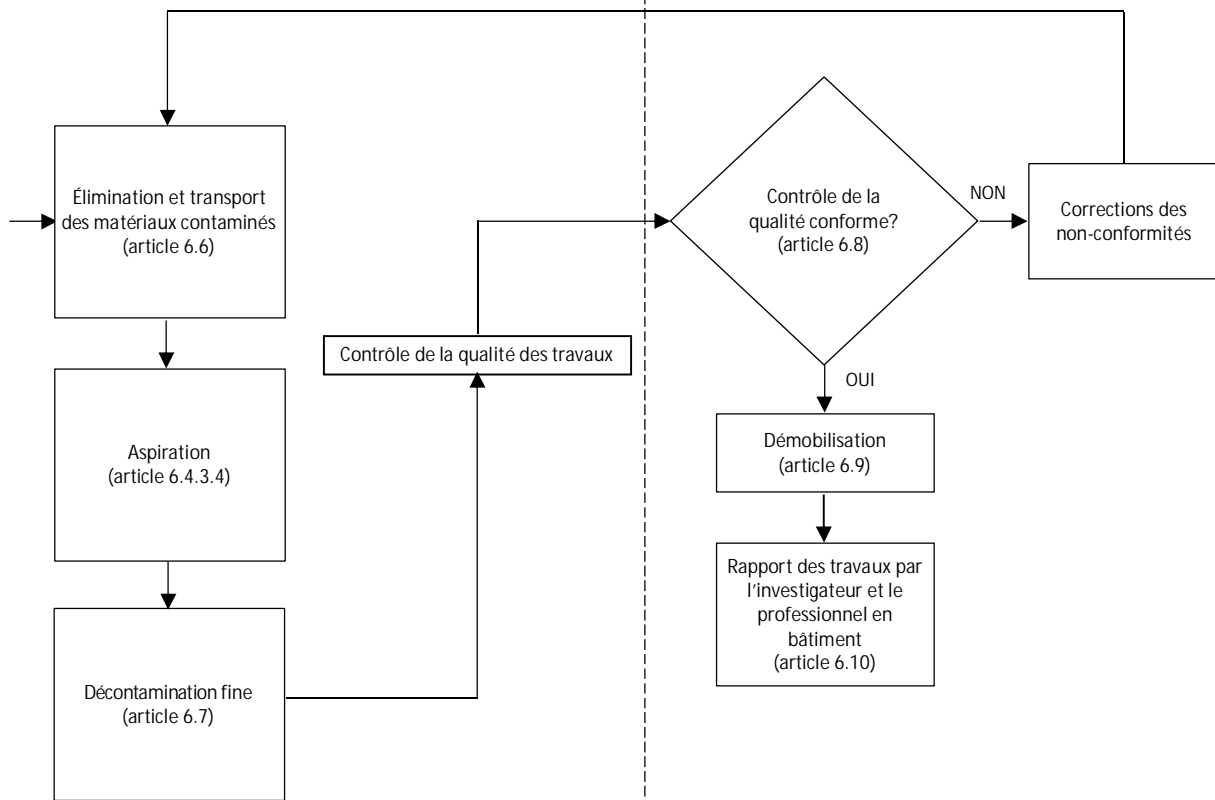 Élimination et transport
des matériaux contaminés
(article 6.6)
Aspiration
(article 6.4.3.4)
Décontamination fine
(article 6.7)
Contrôle de la qualité des travaux
Contrôle de la
qualité conforme?
(article 6.8)
NON
Corrections des
non-conformités
OUI
Démobilisation
(article 6.9)
Rapport des travaux par
l'investigateur et le
professionnel en
bâtiment
(article 6.10)